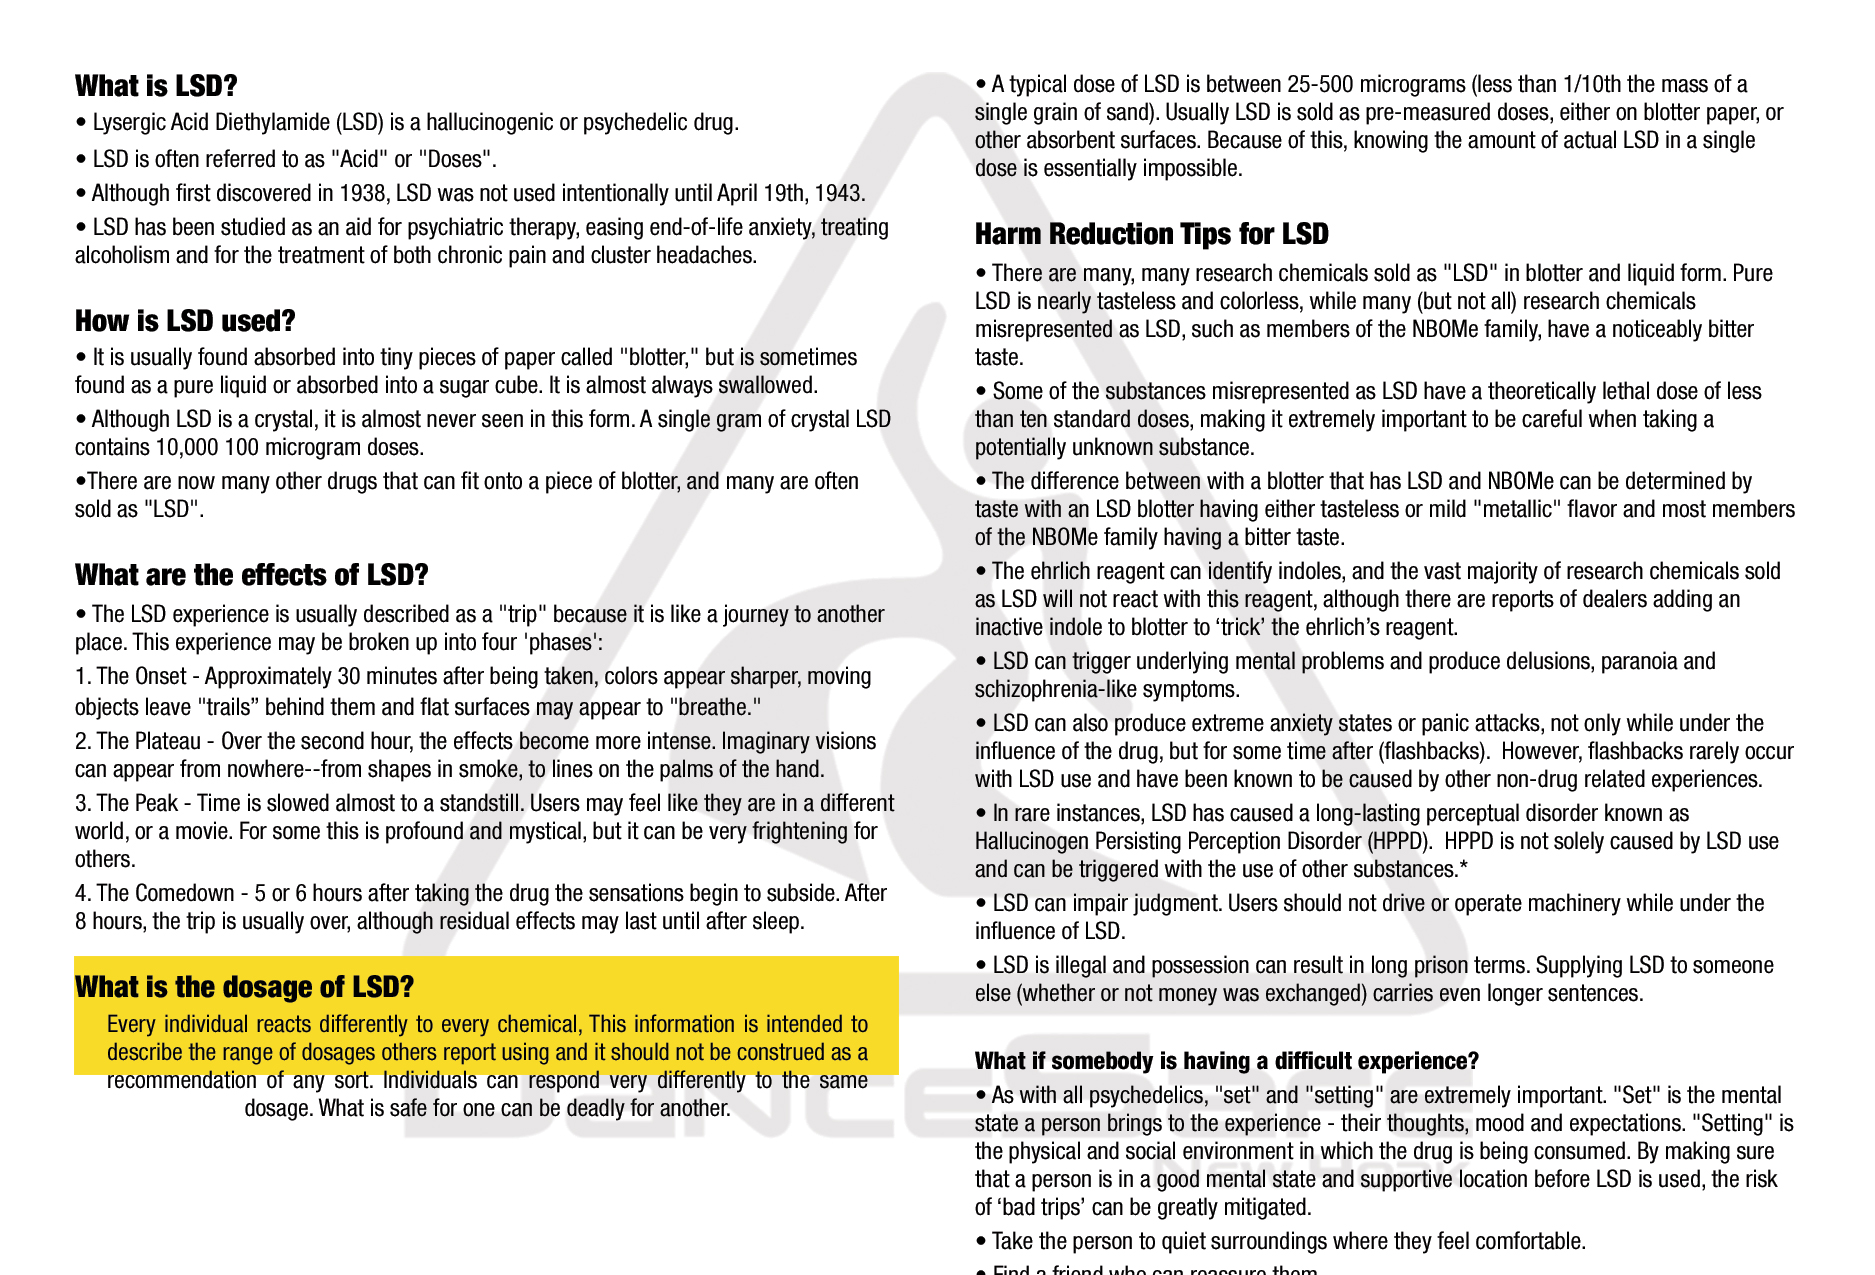 What is LSD?
• Lysergic Acid Diethylamide (LSD) is a hallucinogenic or psychedelic drug.
• LSD is often referred to as "Acid" or "Doses".
• Although first discovered in 1938, LSD was not used intentionally until April 19th, 1943.
• LSD has been studied as an aid for psychiatric therapy, easing end-of-life anxiety, treating
alcoholism and for the treatment of both chronic pain and cluster headaches.
How is LSD used?
• It is usually found absorbed into tiny pieces of paper called "blotter," but is sometimes
found as a pure liquid or absorbed into a sugar cube. It is almost always swallowed.
• Although LSD is a crystal, it is almost never seen in this form. A single gram of crystal LSD
contains 10,000 100 microgram doses.
•There are now many other drugs that can fit onto a piece of blotter, and many are often
sold as "LSD".
What are the effects of LSD?
• The LSD experience is usually described as a "trip" because it is like a journey to another
place. This experience may be broken up into four 'phases':
1. The Onset - Approximately 30 minutes after being taken, colors appear sharper, moving
objects leave "trails” behind them and flat surfaces may appear to "breathe."
2. The Plateau - Over the second hour, the effects become more intense. Imaginary visions
can appear from nowhere--from shapes in smoke, to lines on the palms of the hand.
3. The Peak - Time is slowed almost to a standstill. Users may feel like they are in a different
world, or a movie. For some this is profound and mystical, but it can be very frightening for
others.
4. The Comedown - 5 or 6 hours after taking the drug the sensations begin to subside. After
8 hours, the trip is usually over, although residual effects may last until after sleep.
What is the dosage of LSD?
Every individual reacts differently to every chemical, This information is intended to
describe the range of dosages others report using and it should not be construed as a
recommendation of any sort. Individuals can respond very differently to the same
dosage. What is safe for one can be deadly for another.
• A typical dose of LSD is between 25-500 micrograms (less than 1/10th the mass of a
single grain of sand). Usually LSD is sold as pre-measured doses, either on blotter paper, or
other absorbent surfaces. Because of this, knowing the amount of actual LSD in a single
dose is essentially impossible.
Harm Reduction Tips for LSD
• There are many, many research chemicals sold as "LSD" in blotter and liquid form. Pure
LSD is nearly tasteless and colorless, while many (but not all) research chemicals
misrepresented as LSD, such as members of the NBOMe family, have a noticeably bitter
taste.
• Some of the substances misrepresented as LSD have a theoretically lethal dose of less
than ten standard doses, making it extremely important to be careful when taking a
potentially unknown substance.
• The difference between with a blotter that has LSD and NBOMe can be determined by
taste with an LSD blotter having either tasteless or mild "metallic" flavor and most members
of the NBOMe family having a bitter taste.
• The ehrlich reagent can identify indoles, and the vast majority of research chemicals sold
as LSD will not react with this reagent, although there are reports of dealers adding an
inactive indole to blotter to ‘trick’ the ehrlich’s reagent.
• LSD can trigger underlying mental problems and produce delusions, paranoia and
schizophrenia-like symptoms.
• LSD can also produce extreme anxiety states or panic attacks, not only while under the
influence of the drug, but for some time after (flashbacks). However, flashbacks rarely occur
with LSD use and have been known to be caused by other non-drug related experiences.
• In rare instances, LSD has caused a long-lasting perceptual disorder known as
Hallucinogen Persisting Perception Disorder (HPPD). HPPD is not solely caused by LSD use
and can be triggered with the use of other substances.*
• LSD can impair judgment. Users should not drive or operate machinery while under the
influence of LSD.
• LSD is illegal and possession can result in long prison terms. Supplying LSD to someone
else (whether or not money was exchanged) carries even longer sentences.
What if somebody is having a difficult experience?
• As with all psychedelics, "set" and "setting" are extremely important. "Set" is the mental
state a person brings to the experience - their thoughts, mood and expectations. "Setting" is
the physical and social environment in which the drug is being consumed. By making sure
that a person is in a good mental state and supportive location before LSD is used, the risk
of ‘bad trips’ can be greatly mitigated.
• Take the person to quiet surroundings where they feel comfortable.
• Find a friend who can reassure them.
DanceSafe